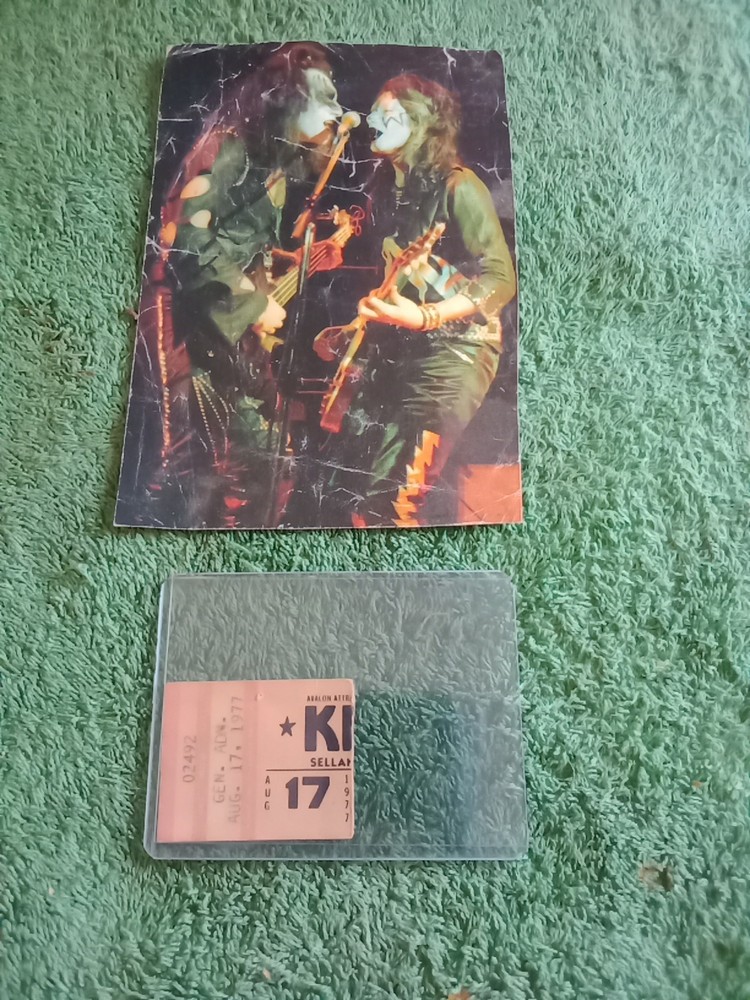 02492
GEN. ADM.
AUG. 17, 1977
AVALON ATTR
★ KI
SELLAN
AUG 17 1977